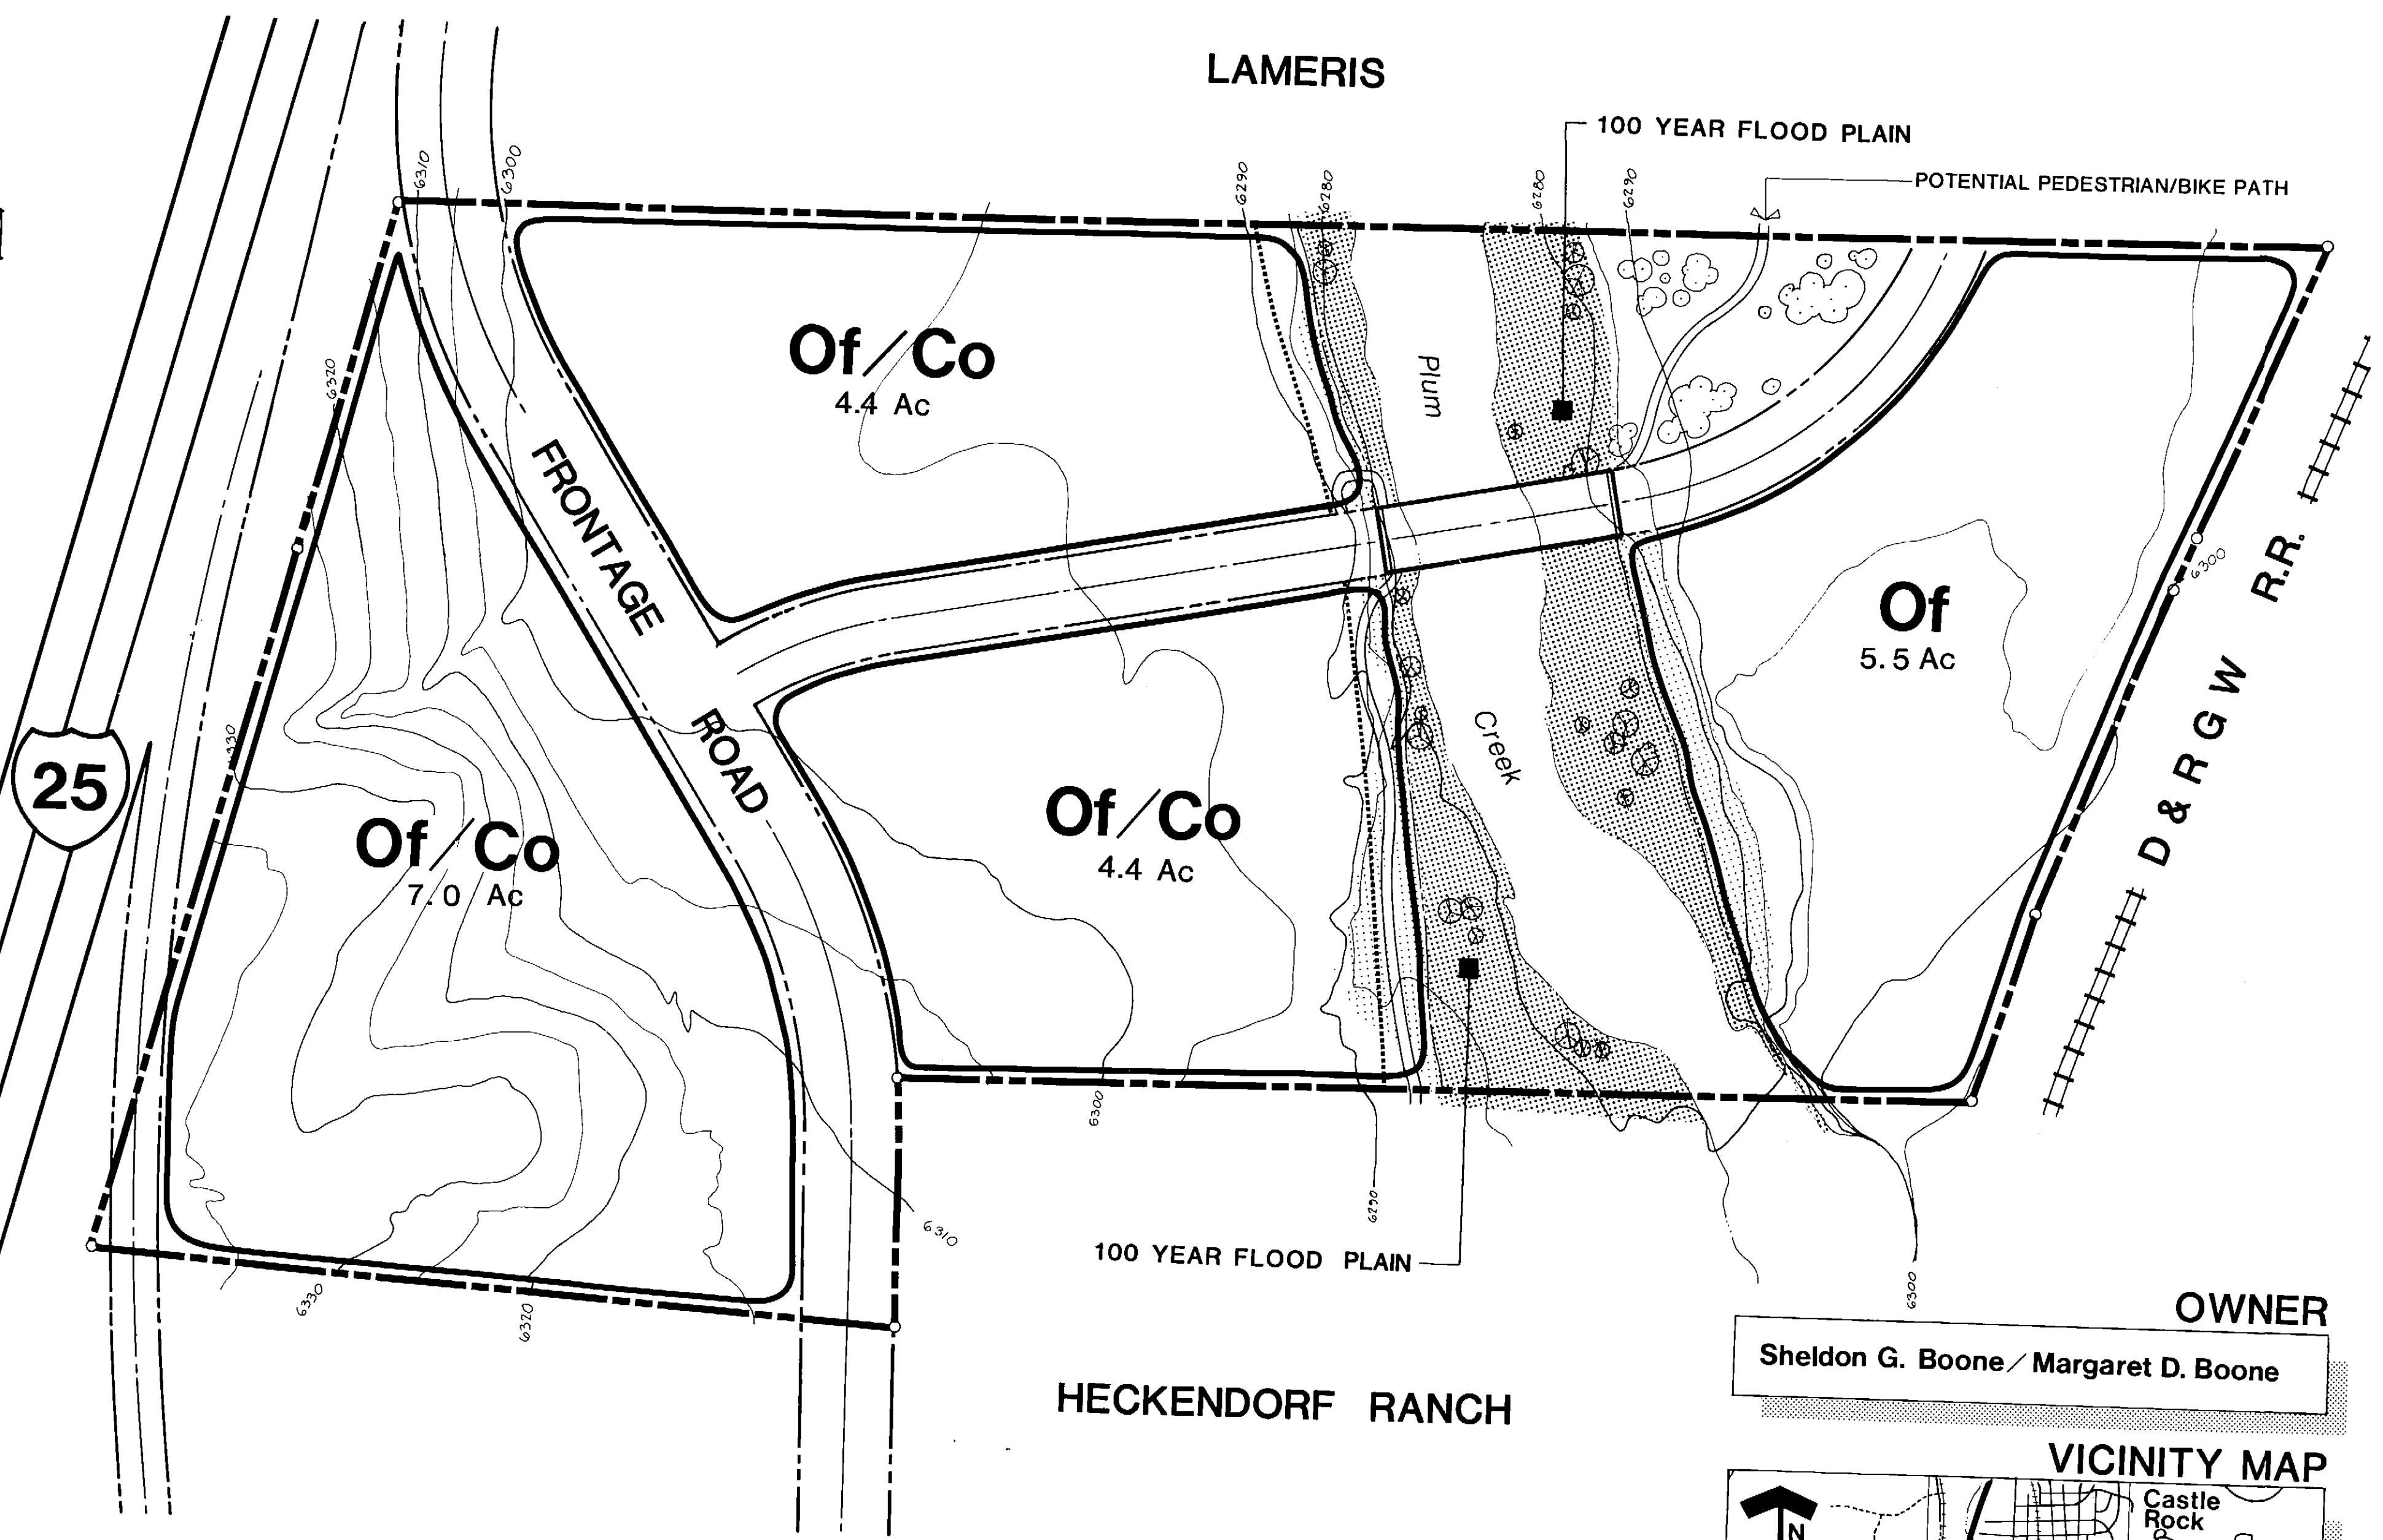 LAMERIS
100 YEAR FLOOD PLAIN
POTENTIAL PEDESTRIAN/BIKE PATH
6310
6300
6290
6280
6280
6290
6320
Of/Co
4.4 Ac
Plum
FRONTAGE
ROAD
Of
5.5 Ac
6300
D & RGW R.R.
25
6330
Of/Co
7.0 Ac
Of/Co
4.4 Ac
Creek
6300
6290
6310
6330
6320
6300
100 YEAR FLOOD PLAIN
HECKENDORF RANCH
OWNER
Sheldon G. Boone/Margaret D. Boone
VICINITY MAP
N
Castle
Rock